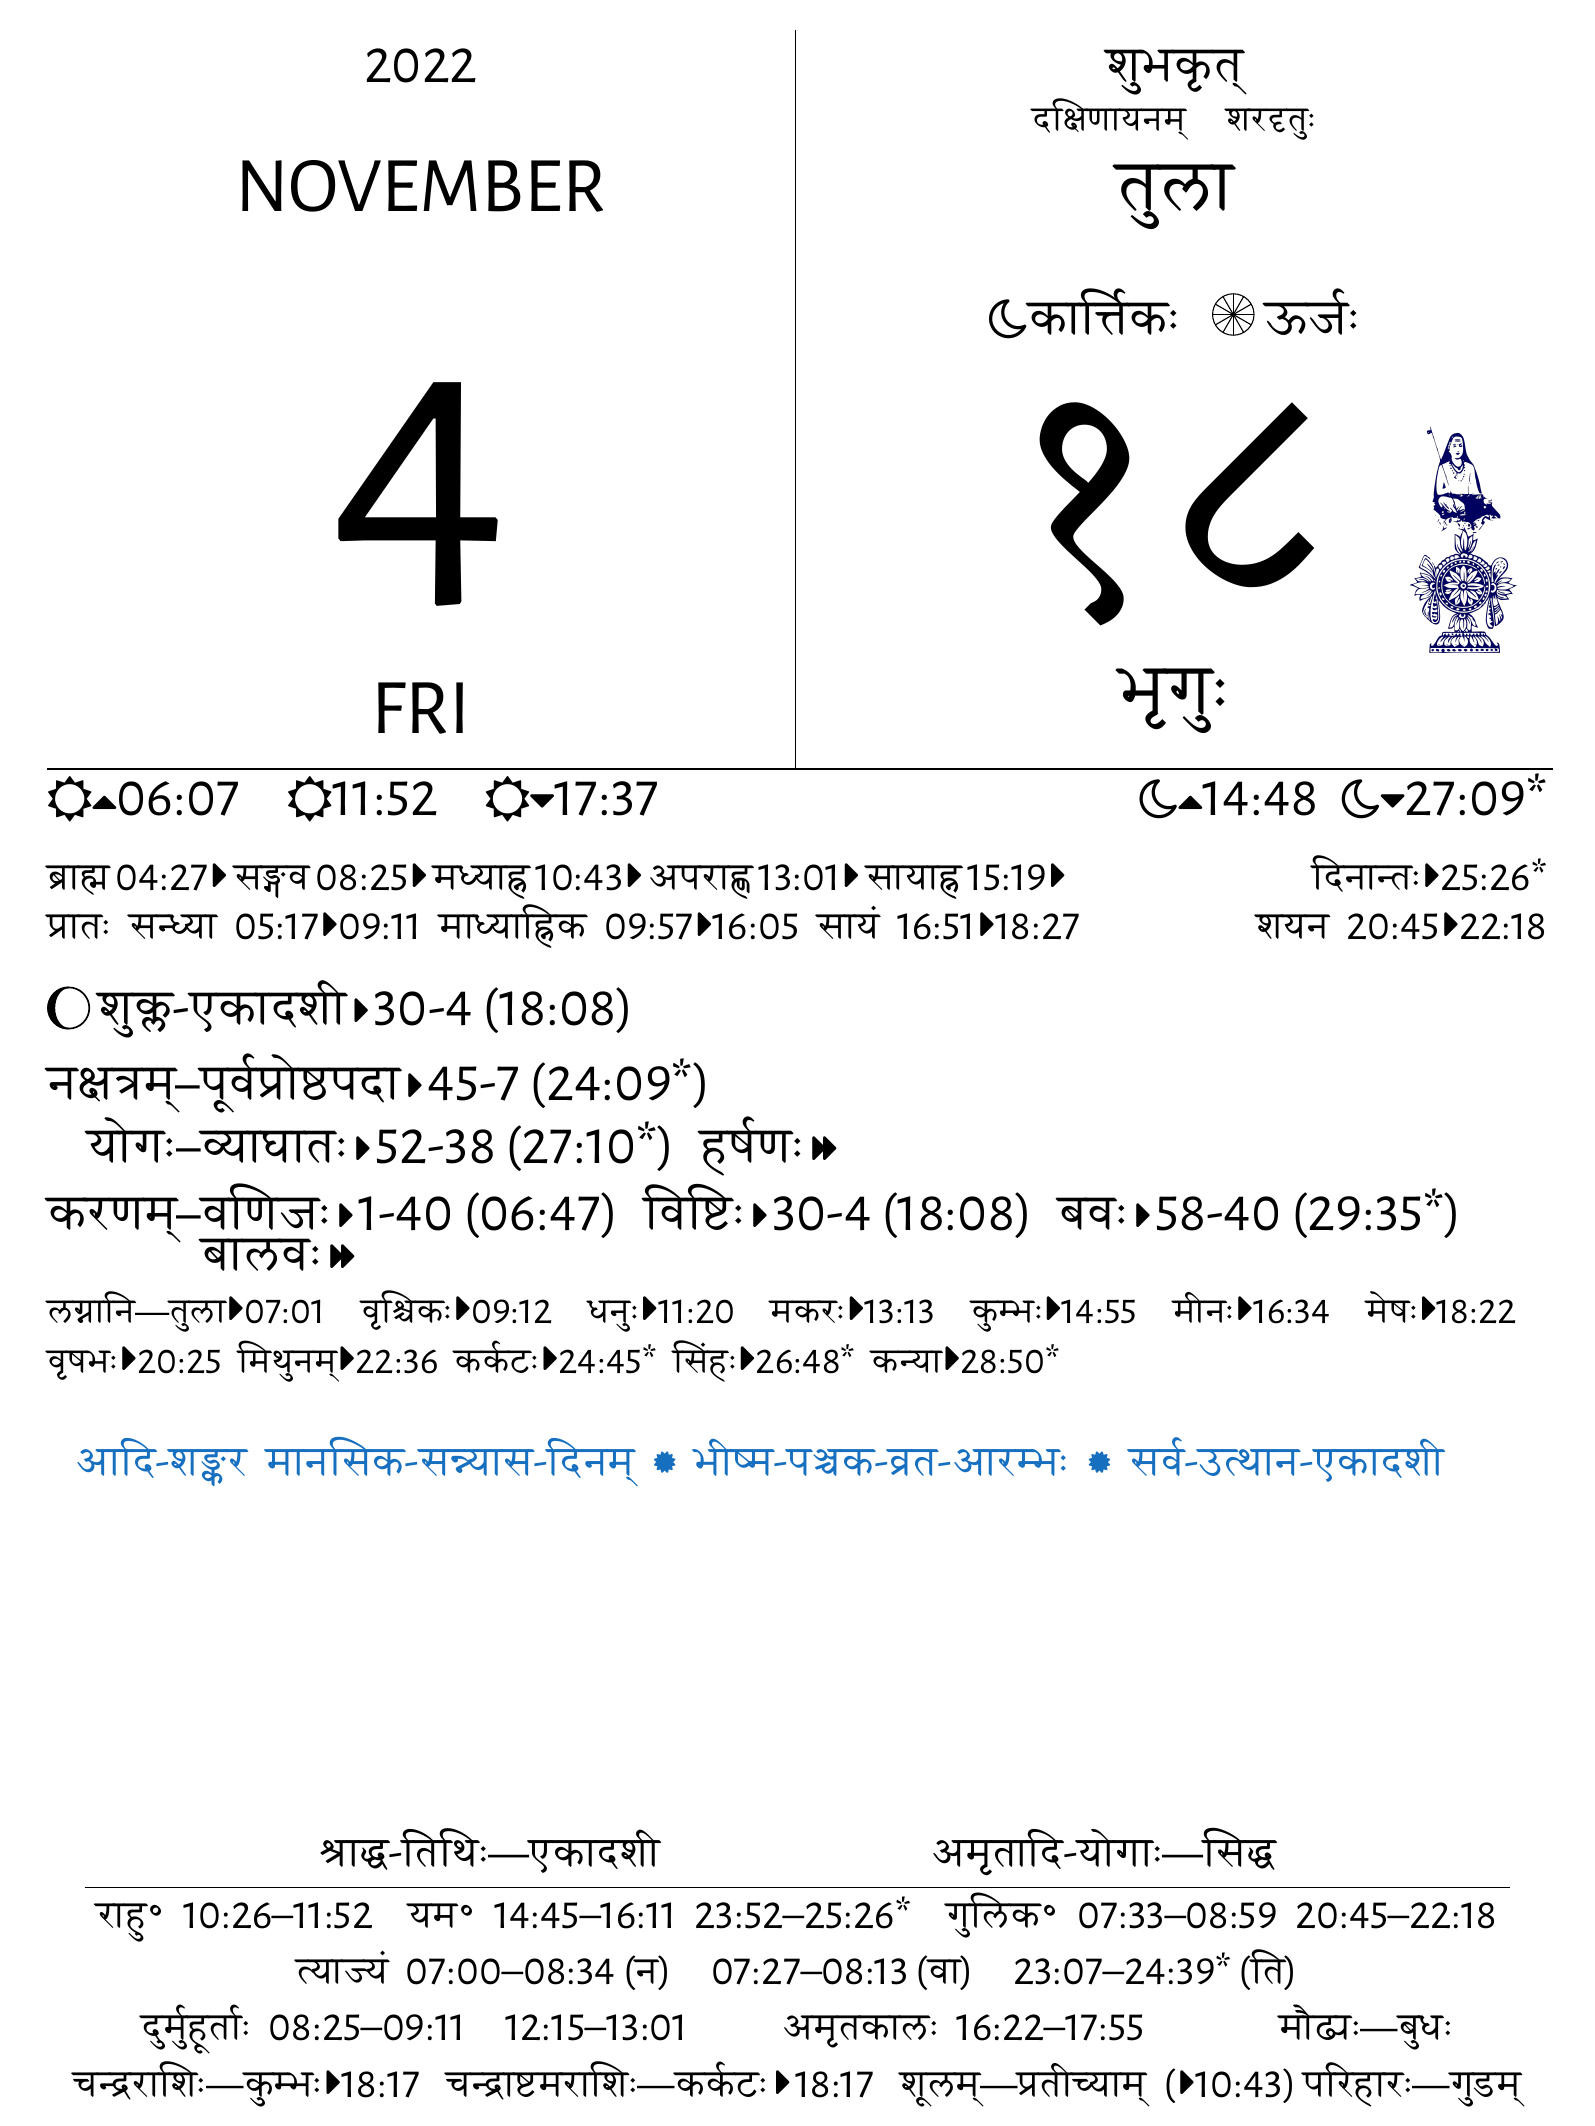 2022
NOVEMBER
4
FRI
शुभकृत्
दक्षिणायनम् शरदृतुः
तुला
कार्त्तिकः ऊर्जः
१८
भृगुः
06:07 11:52 17:37 14:48 27:09*
ब्राह्म 04:27 सङ्गव 08:25 मध्याह्न 10:43 अपराह्ण 13:01 सायाह्न 15:19 दिनान्तः 25:26*
प्रातः सन्ध्या 05:17 09:11 माध्याह्निक 09:57 16:05 सायं 16:51 18:27 शयन 20:45 22:18
शुक्ल-एकादशी 30-4 (18:08)
नक्षत्रम्–पूर्वप्रोष्ठपदा 45-7 (24:09*)
योगः–व्याघातः 52-38 (27:10*) हर्षणः
करणम्–वणिजः 1-40 (06:47) विष्टिः 30-4 (18:08) बवः 58-40 (29:35*)
बालवः
लग्नानि—तुला 07:01 वृश्चिकः 09:12 धनुः 11:20 मकरः 13:13 कुम्भः 14:55 मीनः 16:34 मेषः 18:22
वृषभः 20:25 मिथुनम् 22:36 कर्कटः 24:45* सिंहः 26:48* कन्या 28:50*
आदि-शङ्कर मानसिक-सन्न्यास-दिनम् ✹ भीष्म-पञ्चक-व्रत-आरम्भः ✹ सर्व-उत्थान-एकादशी
श्राद्ध-तिथिः—एकादशी अमृतादि-योगाः—सिद्ध
राहु° 10:26–11:52 यम° 14:45–16:11 23:52–25:26* गुलिक° 07:33–08:59 20:45–22:18
त्याज्यं 07:00–08:34 (न) 07:27–08:13 (वा) 23:07–24:39* (ति)
दुर्मुहूर्ताः 08:25–09:11 12:15–13:01 अमृतकालः 16:22–17:55 मौढ्यः—बुधः
चन्द्रराशिः—कुम्भः 18:17 चन्द्राष्टमराशिः—कर्कटः 18:17 शूलम्—प्रतीच्याम् (10:43) परिहारः—गुडम्